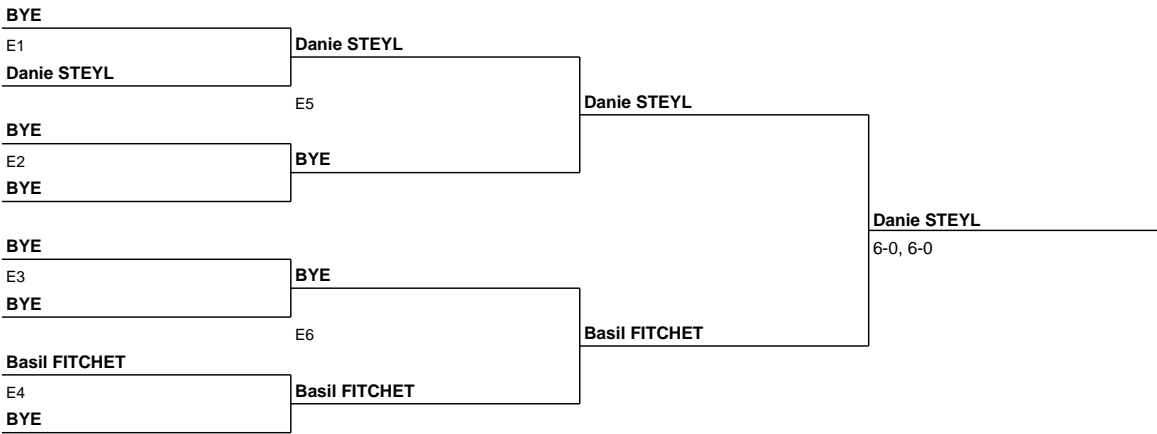 BYE
E1
Danie STEYL
Danie STEYL
E5
BYE
E2
BYE
BYE
Danie STEYL
BYE
E3
BYE
BYE
E6
Basil FITCHET
E4
BYE
Basil FITCHET
Basil FITCHET
Danie STEYL
6-0, 6-0